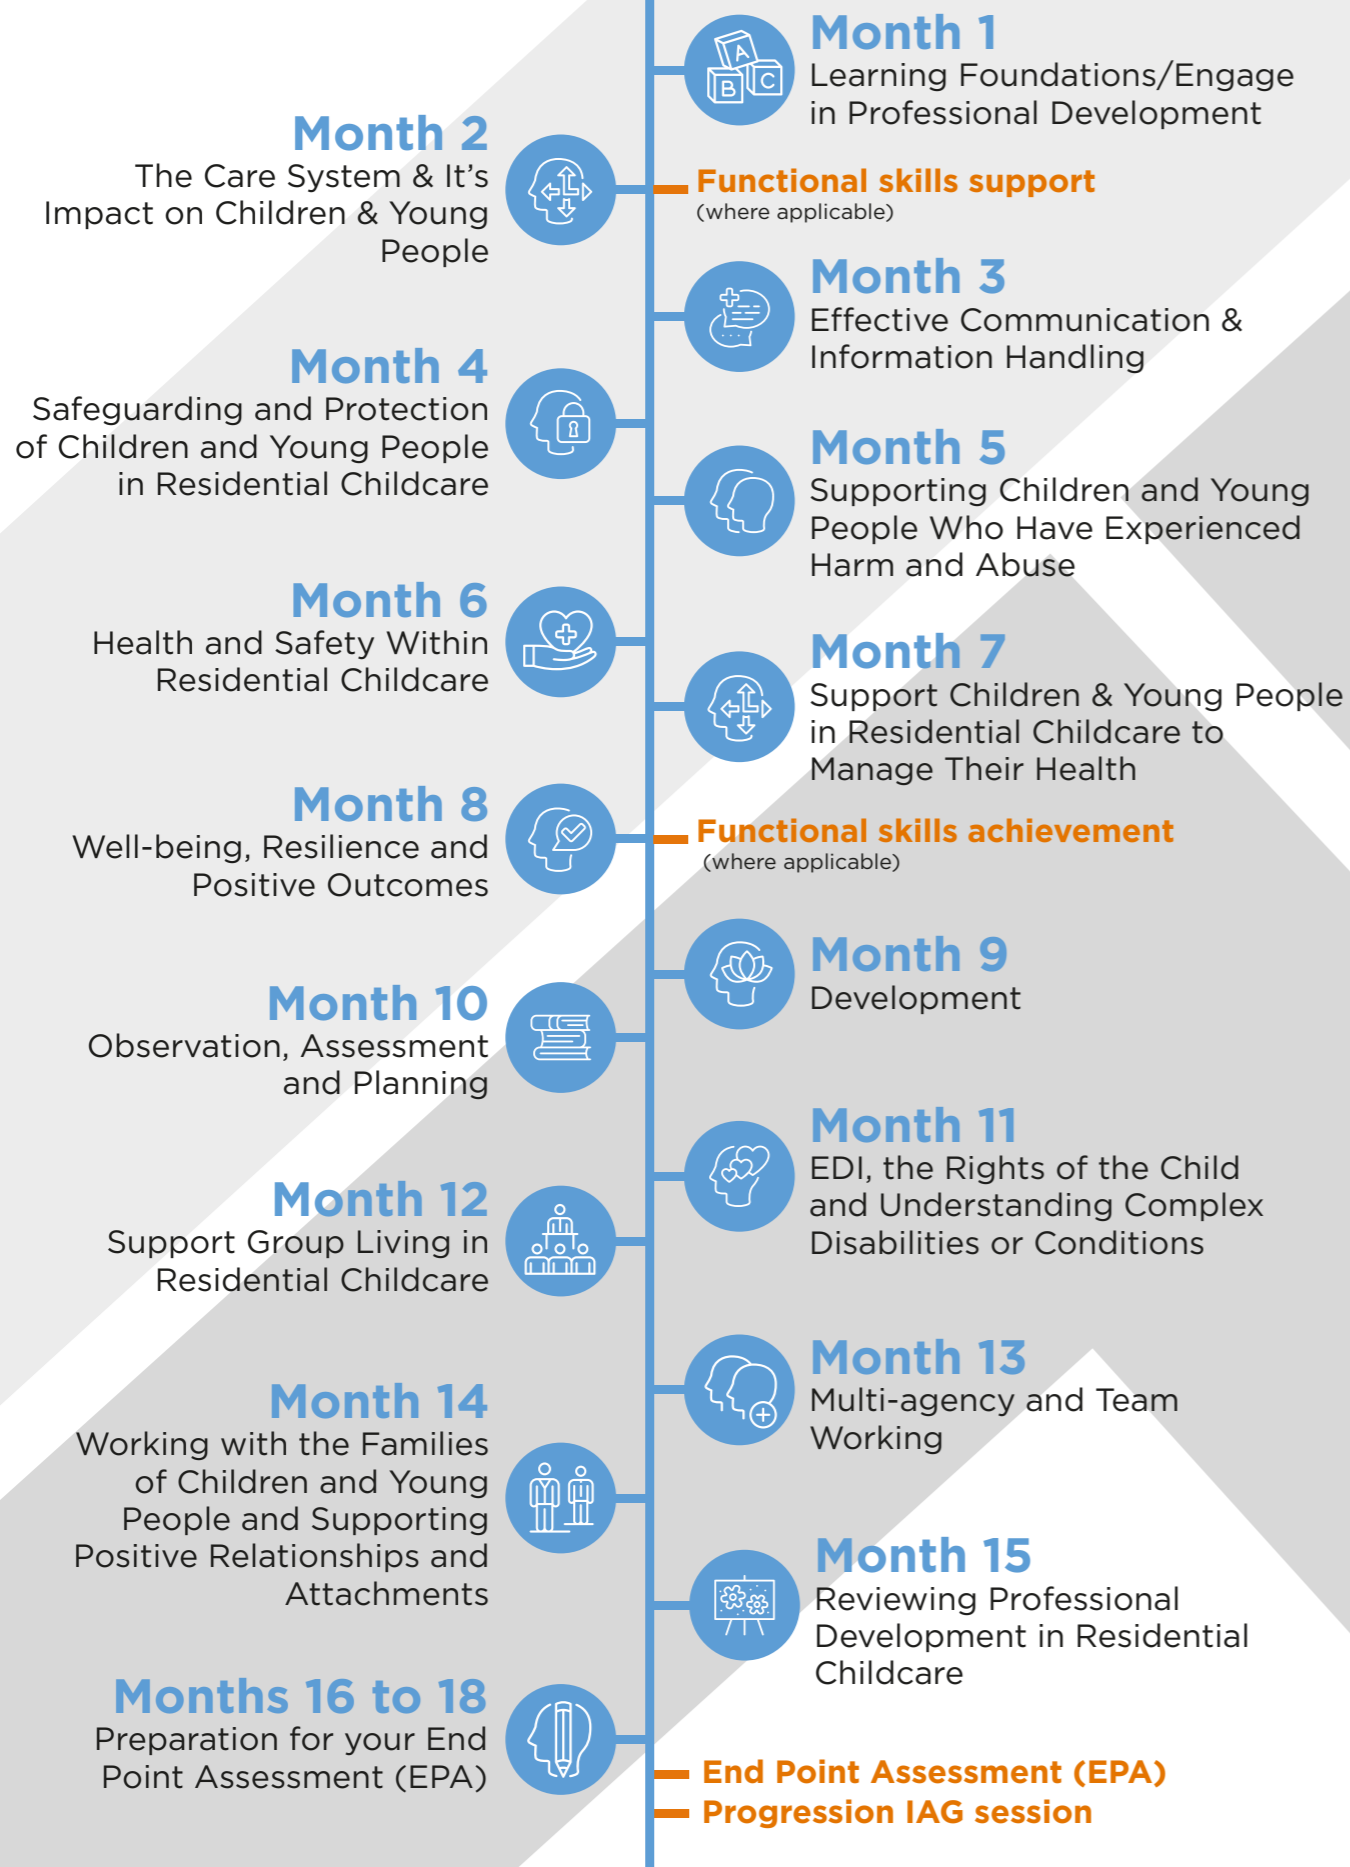 Month 1
Learning Foundations/Engage
in Professional Development
Month 2
The Care System & It's
Impact on Children & Young
People
Functional skills support
(where applicable)
Month 3
Effective Communication &
Information Handling
Month 4
Safeguarding and Protection
of Children and Young People
in Residential Childcare
Month 5
Supporting Children and Young
People Who Have Experienced
Harm and Abuse
Month 6
Health and Safety Within
Residential Childcare
Month 7
Support Children & Young People
in Residential Childcare to
Manage Their Health
Month 8
Well-being, Resilience and
Positive Outcomes
Functional skills achievement
(where applicable)
Month 9
Development
Month 10
Observation, Assessment
and Planning
Month 11
EDI, the Rights of the Child
and Understanding Complex
Disabilities or Conditions
Month 12
Support Group Living in
Residential Childcare
Month 13
Multi-agency and Team
Working
Month 14
Working with the Families
of Children and Young
People and Supporting
Positive Relationships and
Attachments
Month 15
Reviewing Professional
Development in Residential
Childcare
Months 16 to 18
Preparation for your End
Point Assessment (EPA)
End Point Assessment (EPA)
Progression IAG session
A
B
C